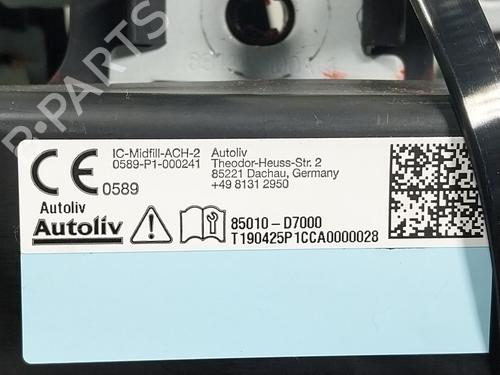 B-PARTS
CE
0589
IC-Midfill-ACH-2
0589-P1-000241
Autoliv
Theodor-Heuss-Str. 2
85221 Dachau, Germany
+49 8131 2950
Autoliv
Autoliv
85010-D7000
T190425P1CCA0000028